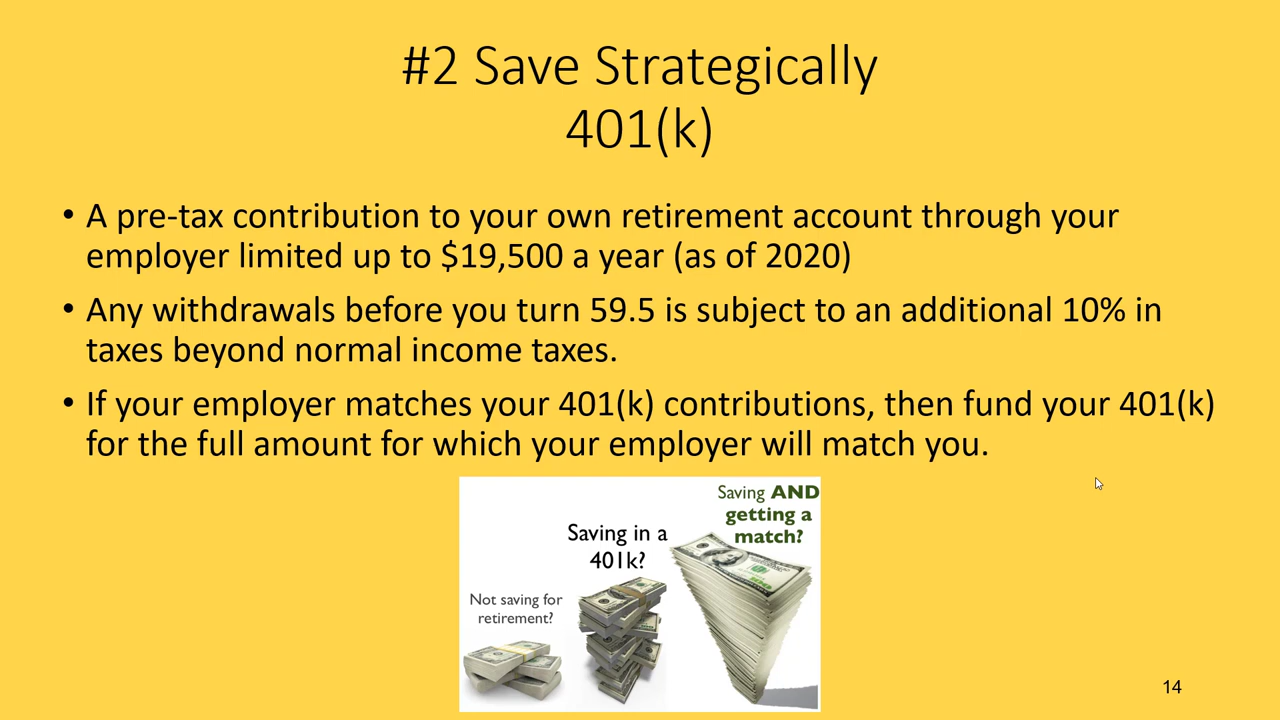 #2 Save Strategically
401(k)
• A pre-tax contribution to your own retirement account through your
employer limited up to $19,500 a year (as of 2020)
• Any withdrawals before you turn 59.5 is subject to an additional 10% in
taxes beyond normal income taxes.
• If your employer matches your 401(k) contributions, then fund your 401(k)
for the full amount for which your employer will match you.
Not saving for
retirement?
Saving in a
401k?
Saving AND
getting a
match?
14